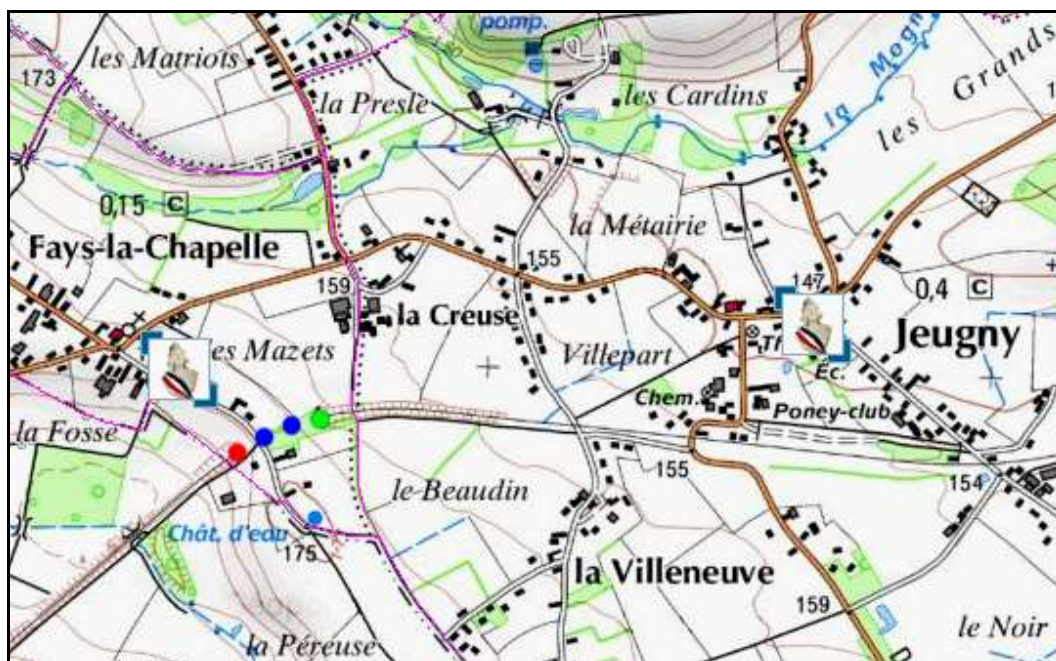 pomp.
les Matriots
173
la Presle
les Cardins
la Mogne
Grands
les
0,15 C
la Métairie
Fays-la-Chapelle
155
159
147
0,4 C
la Creuse
Jeugny
les Mazets
Villepart
Éc.
Chem.
Poney-club
la Fosse
155
154
le Beaudin
Chât. d'eau
175
la Villeneuve
159
le Noir
la Péreuse